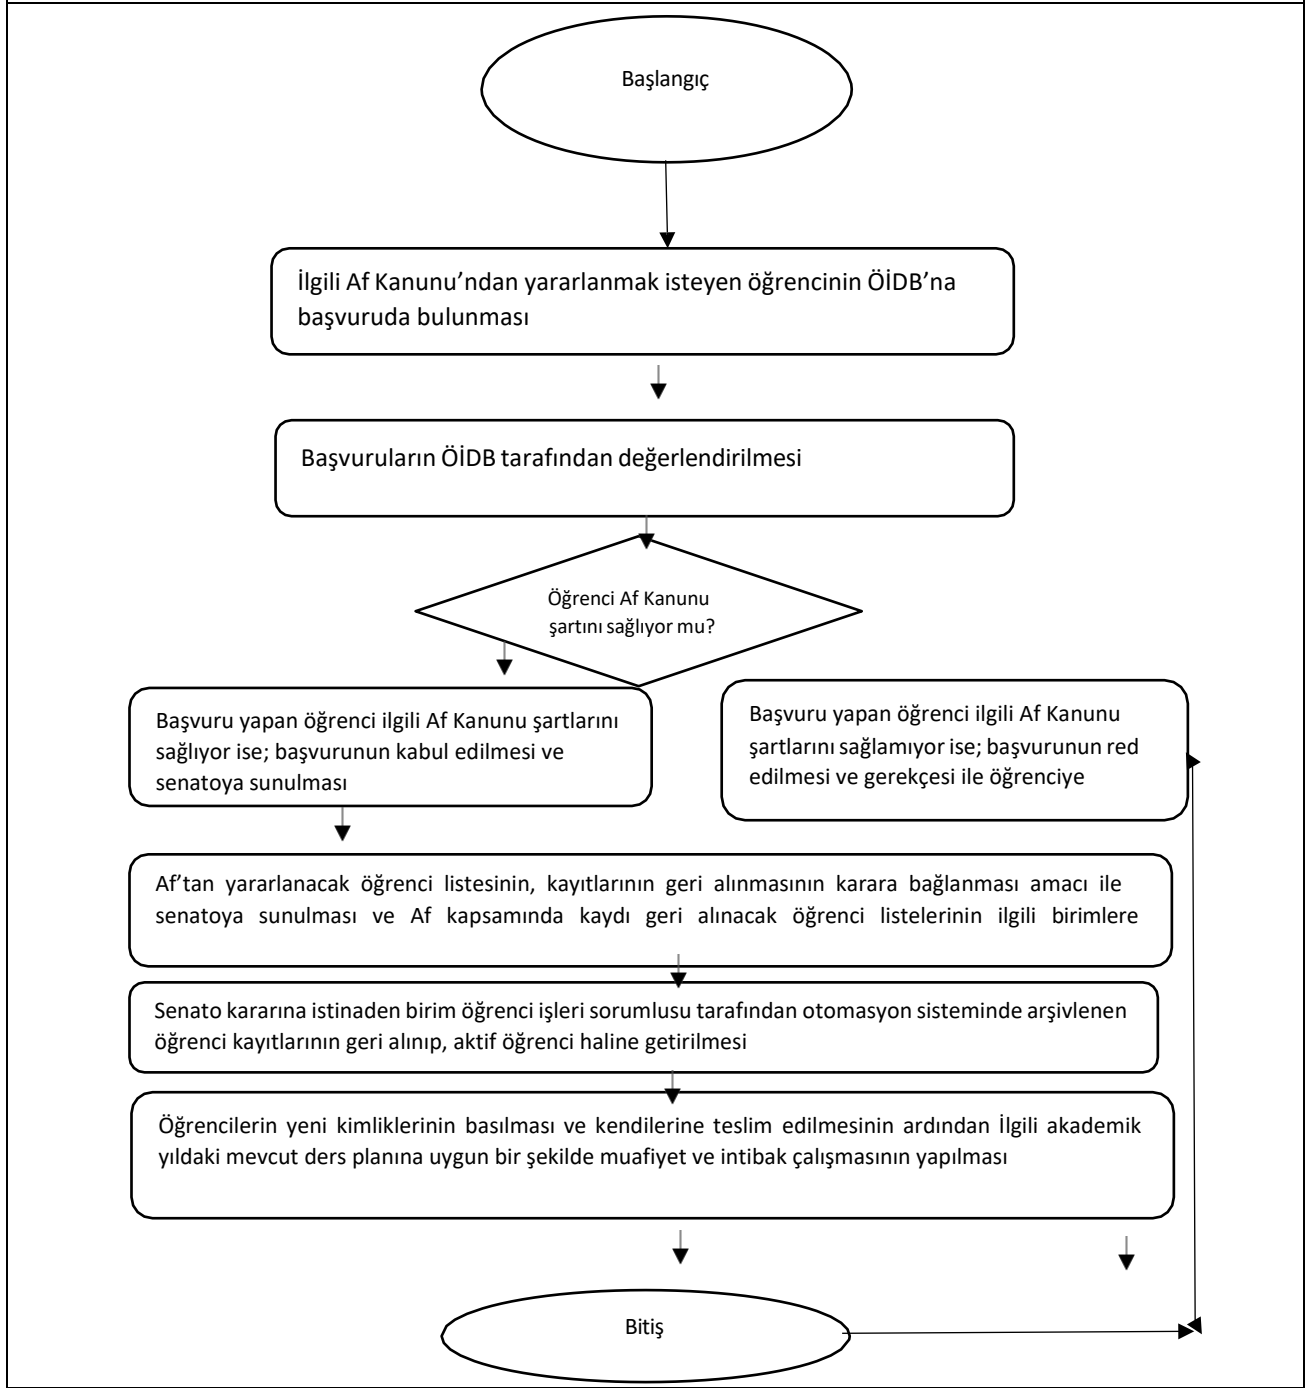 Başlangıç
İlgili Af Kanunu’ndan yararlanmak isteyen öğrencinin ÖİDB’na
başvuruda bulunması
Başvuruların ÖİDB tarafından değerlendirilmesi
Öğrenci Af Kanunu
şartını sağlıyor mu?
Başvuru yapan öğrenci ilgili Af Kanunu şartlarını
sağlıyor ise; başvurunun kabul edilmesi ve
senatoya sunulması
Başvuru yapan öğrenci ilgili Af Kanunu
şartlarını sağlamıyor ise; başvurunun red
edilmesi ve gerekçesi ile öğrenciye
Af’tan yararlanacak öğrenci listesinin, kayıtlarının geri alınmasının karara bağlanması amacı ile
senatoya sunulması ve Af kapsamında kaydı geri alınacak öğrenci listelerinin ilgili birimlere
Senato kararına istinaden birim öğrenci işleri sorumlusu tarafından otomasyon sisteminde arşivlenen
öğrenci kayıtlarının geri alınıp, aktif öğrenci haline getirilmesi
Öğrencilerin yeni kimliklerinin basılması ve kendilerine teslim edilmesinin ardından İlgili akademik
yıldaki mevcut ders planına uygun bir şekilde muafiyet ve intibak çalışmasının yapılması
Bitiş